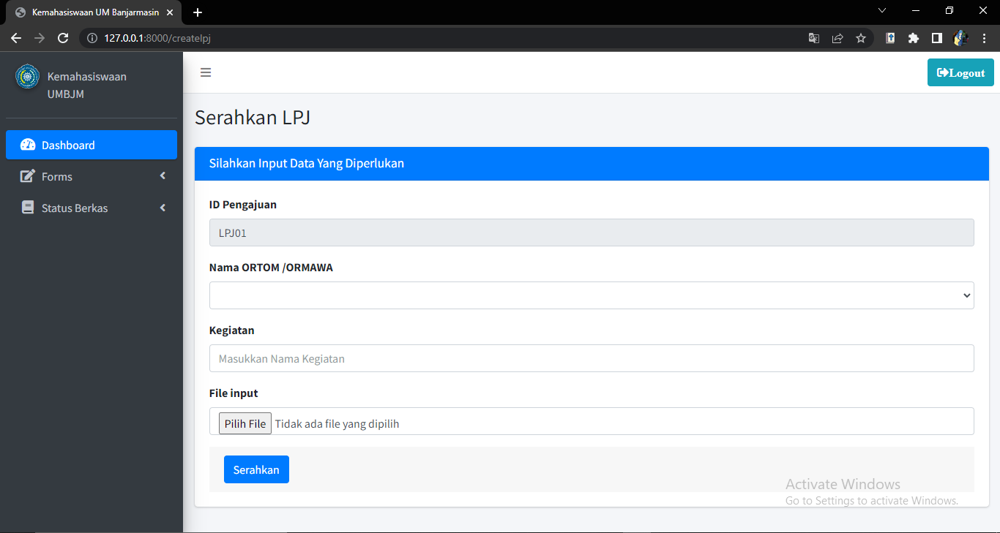 Kemahasiswaan UM Banjarmasin
127.0.0.1:8000/createlpj
Kemahasiswaan
UMBJM
Logout
Dashboard
Forms
Status Berkas
Serahkan LPJ
Silahkan Input Data Yang Diperlukan
ID Pengajuan
LPJ01
Nama ORTOM /ORMAWA
Kegiatan
Masukkan Nama Kegiatan
File input
Pilih File Tidak ada file yang dipilih
Serahkan
Activate Windows
Go to Settings to activate Windows.